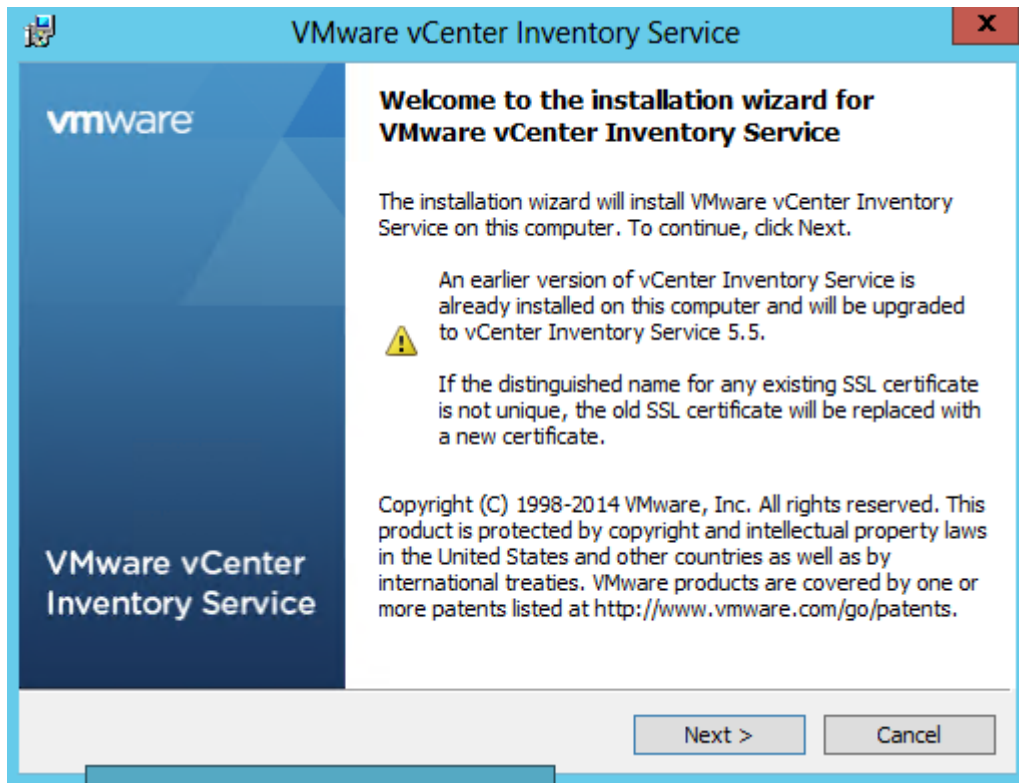 VMware vCenter Inventory Service
x
vmware
Welcome to the installation wizard for
VMware vCenter Inventory Service
The installation wizard will install VMware vCenter Inventory
Service on this computer. To continue, click Next.
An earlier version of vCenter Inventory Service is
already installed on this computer and will be upgraded
to vCenter Inventory Service 5.5.
If the distinguished name for any existing SSL certificate
is not unique, the old SSL certificate will be replaced with
a new certificate.
Copyright (C) 1998-2014 VMware, Inc. All rights reserved. This
product is protected by copyright and intellectual property laws
in the United States and other countries as well as by
international treaties. VMware products are covered by one or
more patents listed at http://www.vmware.com/go/patents.
VMware vCenter
Inventory Service
Next >
Cancel